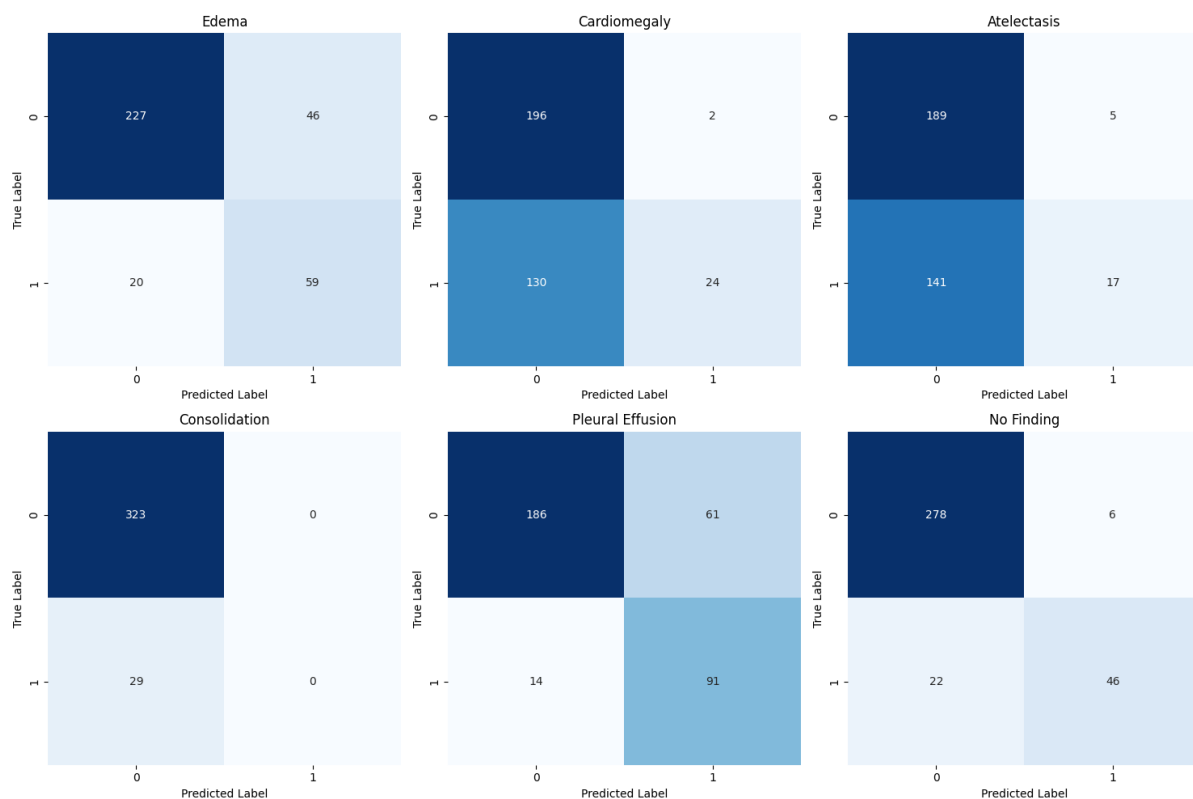 Edema
Cardiomegaly
Atelectasis
True Label
0
227
46
True Label
0
196
2
True Label
0
189
5
1
20
59
1
130
24
1
141
17
0
1
0
1
0
1
Predicted Label
Predicted Label
Predicted Label
Consolidation
Pleural Effusion
No Finding
True Label
0
323
0
True Label
0
186
61
True Label
0
278
6
1
29
0
1
14
91
1
22
46
0
1
0
1
0
1
Predicted Label
Predicted Label
Predicted Label